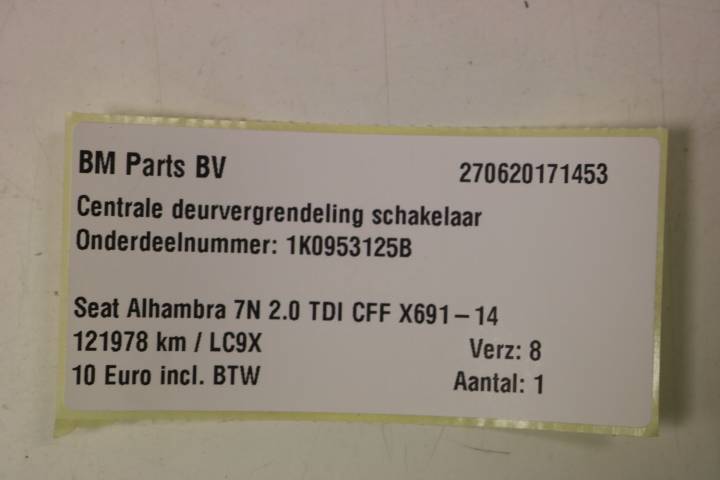 BM Parts BV 270620171453
Centrale deurvergrendeling schakelaar
Onderdeelnummer: 1K0953125B
Seat Alhambra 7N 2.0 TDI CFF X691-14
121978 km / LC9X Verz: 8
10 Euro incl. BTW Aantal: 1